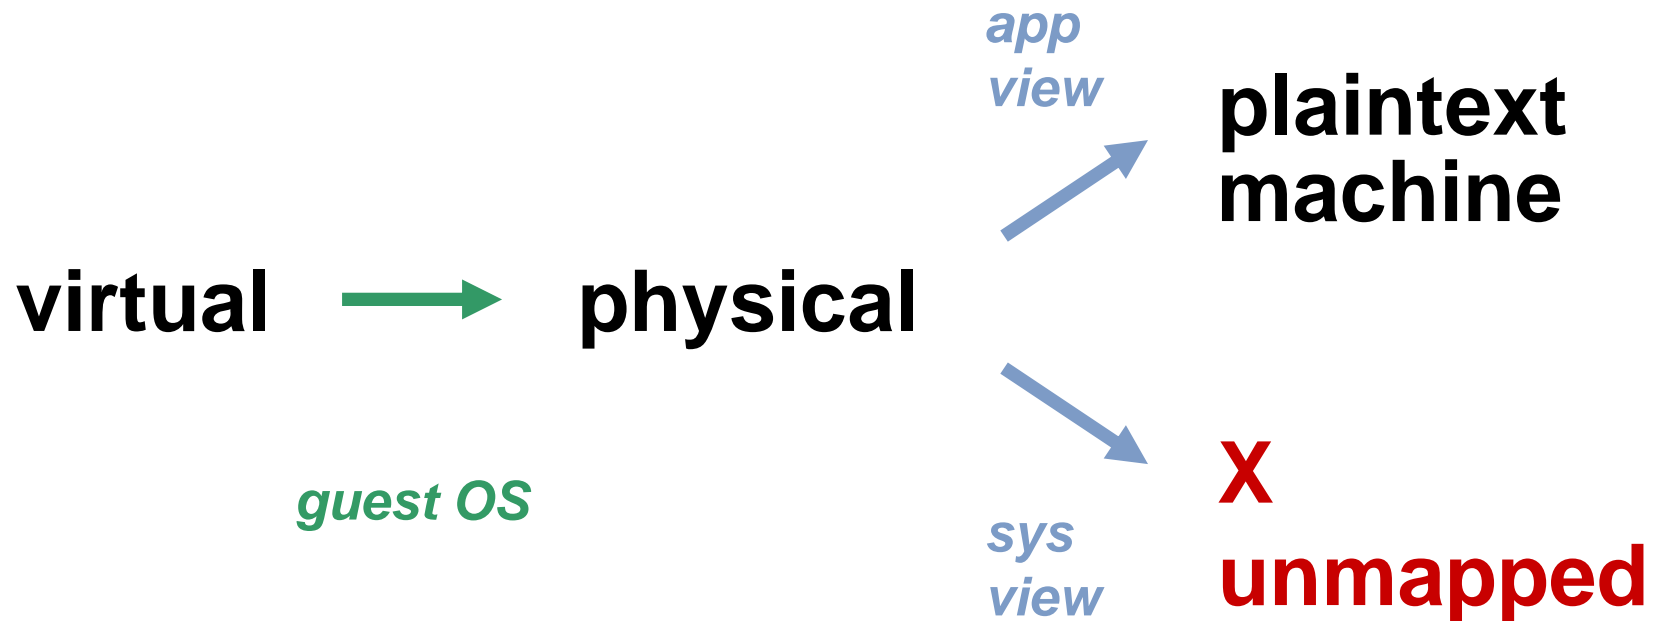 app
view
plaintext
machine
virtual
physical
guest OS
X
sys
view
unmapped